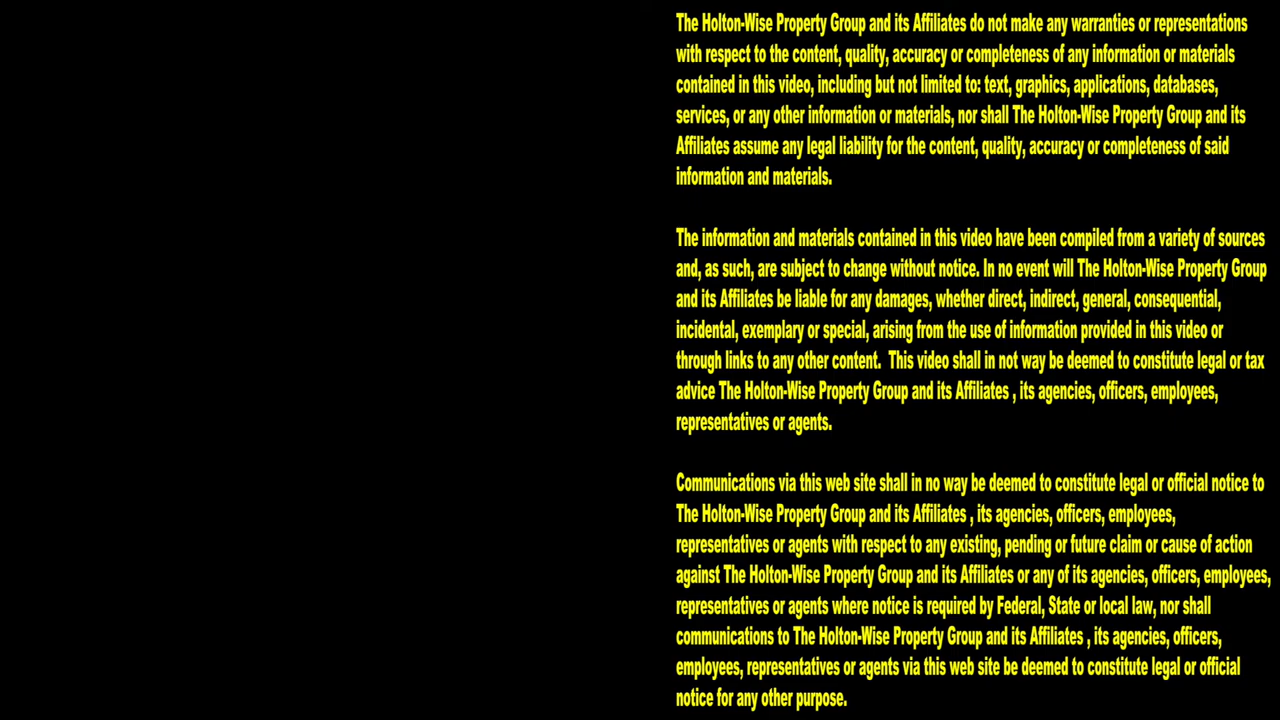 The Holton-Wise Property Group and its Affiliates do not make any warranties or representations
with respect to the content, quality, accuracy or completeness of any information or materials
contained in this video, including but not limited to: text, graphics, applications, databases,
services, or any other information or materials, nor shall The Holton-Wise Property Group and its
Affiliates assume any legal liability for the content, quality, accuracy or completeness of said
information and materials.
The information and materials contained in this video have been compiled from a variety of sources
and, as such, are subject to change without notice. In no event will The Holton-Wise Property Group
and its Affiliates be liable for any damages, whether direct, indirect, general, consequential,
incidental, exemplary or special, arising from the use of information provided in this video or
through links to any other content.  This video shall in not way be deemed to constitute legal or tax
advice The Holton-Wise Property Group and its Affiliates , its agencies, officers, employees,
representatives or agents.
Communications via this web site shall in no way be deemed to constitute legal or official notice to
The Holton-Wise Property Group and its Affiliates , its agencies, officers, employees,
representatives or agents with respect to any existing, pending or future claim or cause of action
against The Holton-Wise Property Group and its Affiliates or any of its agencies, officers, employees,
representatives or agents where notice is required by Federal, State or local law, nor shall
communications to The Holton-Wise Property Group and its Affiliates , its agencies, officers,
employees, representatives or agents via this web site be deemed to constitute legal or official
notice for any other purpose.